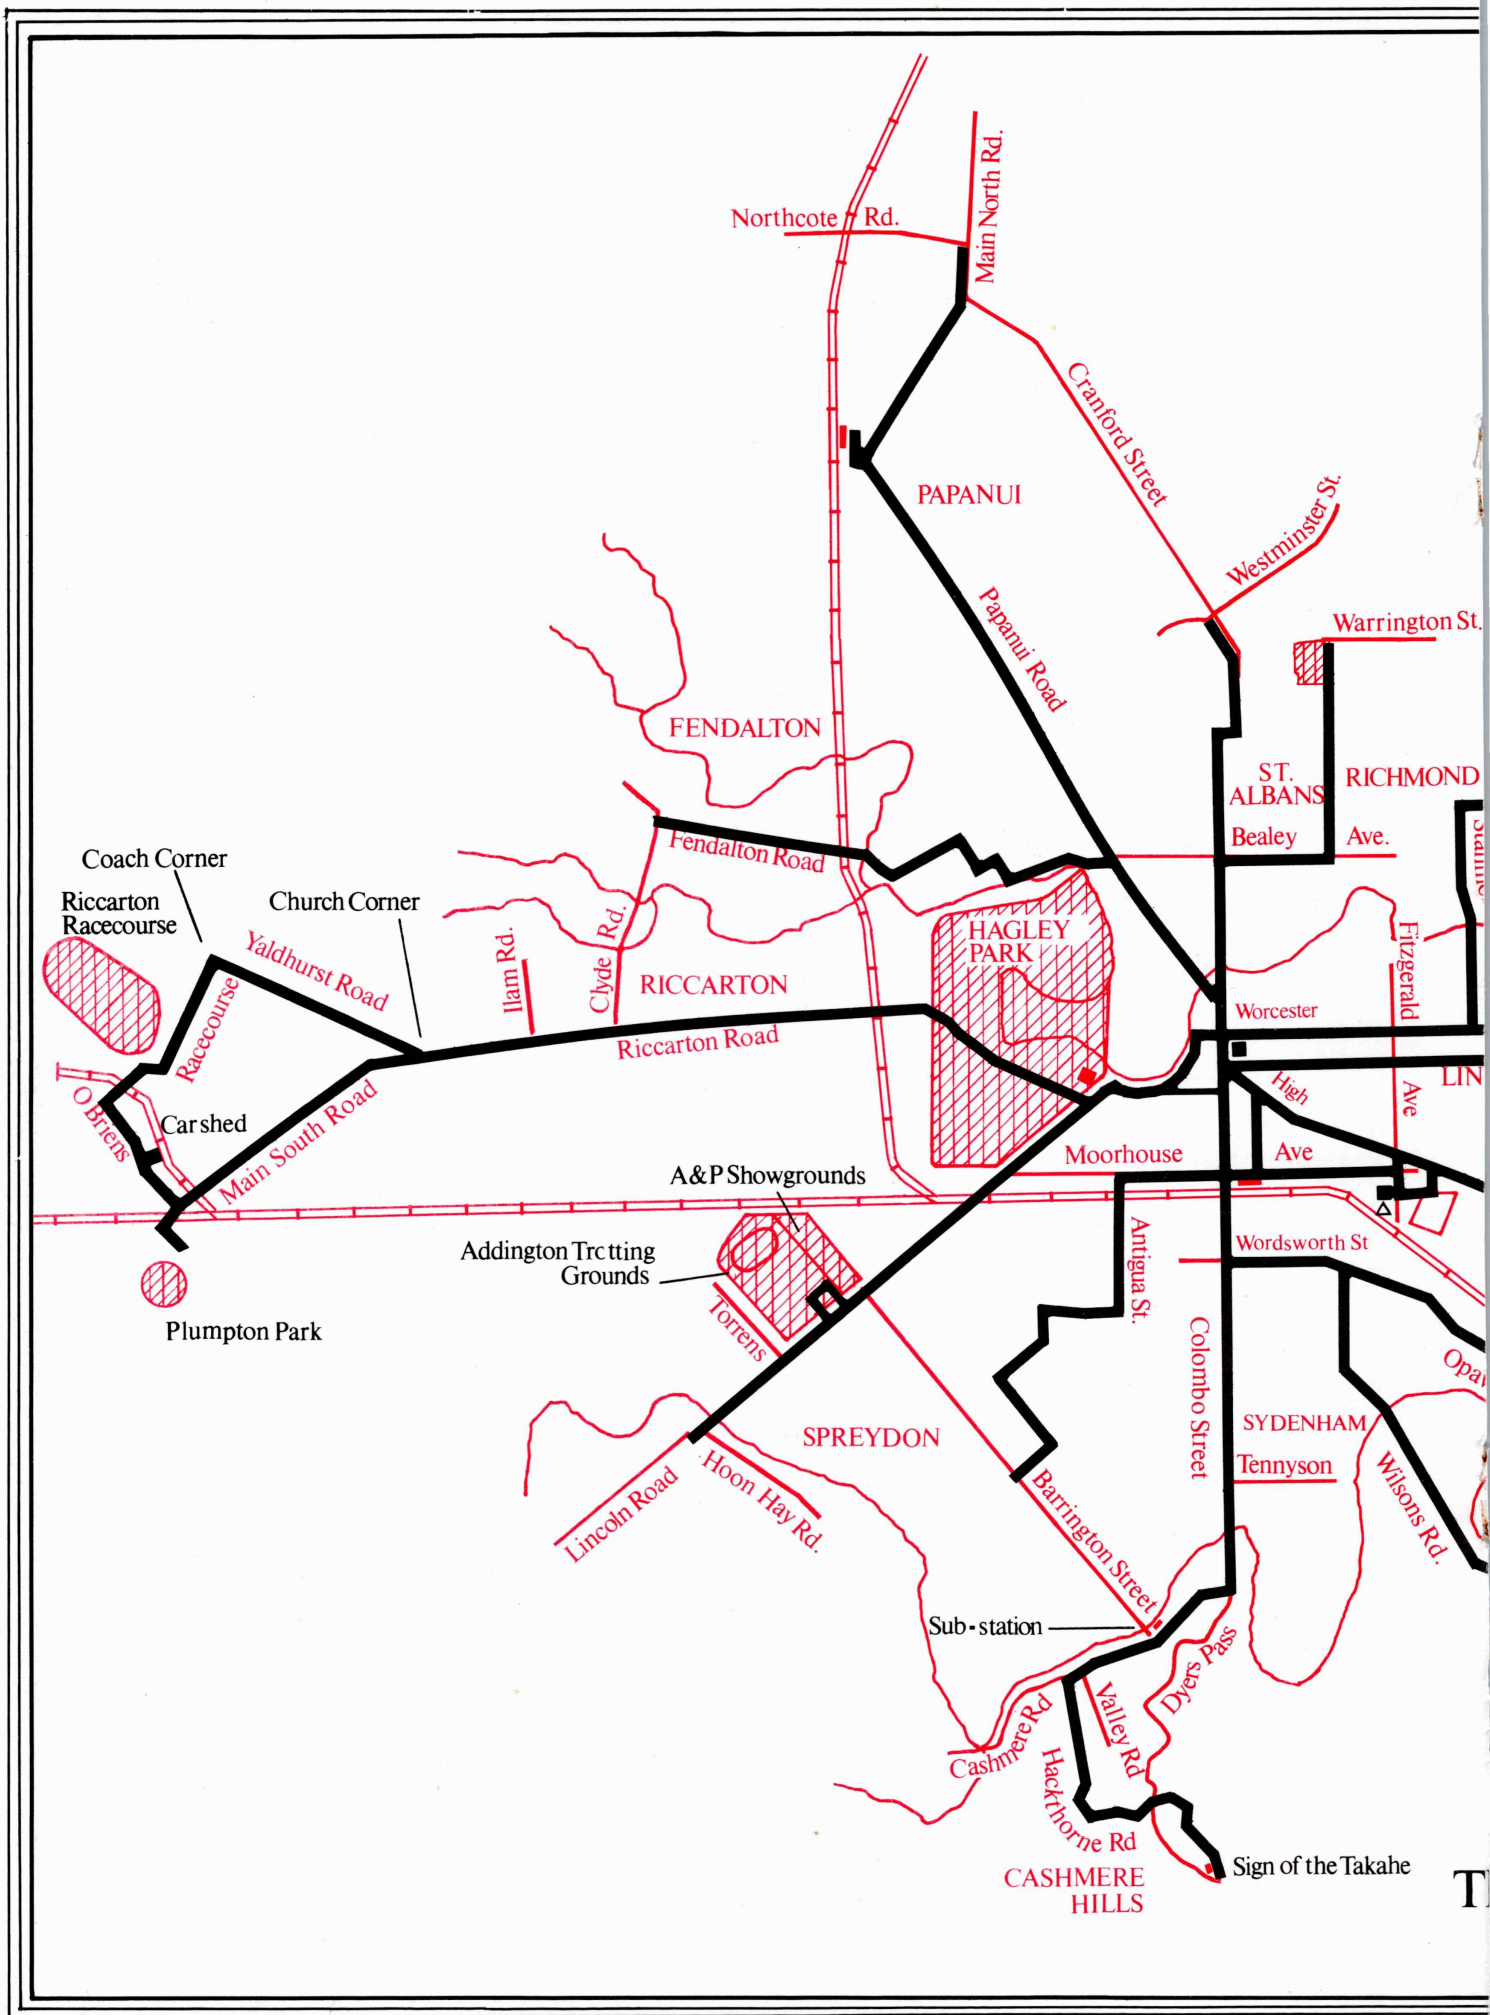 Northcote Rd.
Main North Rd.
Cranford Street
PAPANUI
Westminster St.
Papanui Road
Warrington St.
FENDALTON
ST.
ALBANS
RICHMOND
Fendalton Road
Bealey Ave.
Coach Corner
Riccarton
Racecourse
Church Corner
Yaldhurst Road
Racecourse
Ilam Rd.
Clyde Rd.
RICCARTON
Riccarton Road
HAGLEY
PARK
Fitzgerald
Ave
Worcester
LIN
High
O Briens
Car shed
Main South Road
Moorhouse Ave
A&P Showgrounds
Addington Trotting
Grounds
Antigua St.
Wordsworth St
Plumpton Park
Torrens
Colombo Street
Opaw
SPREYDON
SYDENHAM
Tennyson
Lincoln Road
Hoon Hay Rd.
Barrington Street
Wilsons Rd.
Sub-station
Dyers Pass
Valley Rd
Cashmere Rd
Hackthorne Rd
Sign of the Takahe
CASHMERE
HILLS